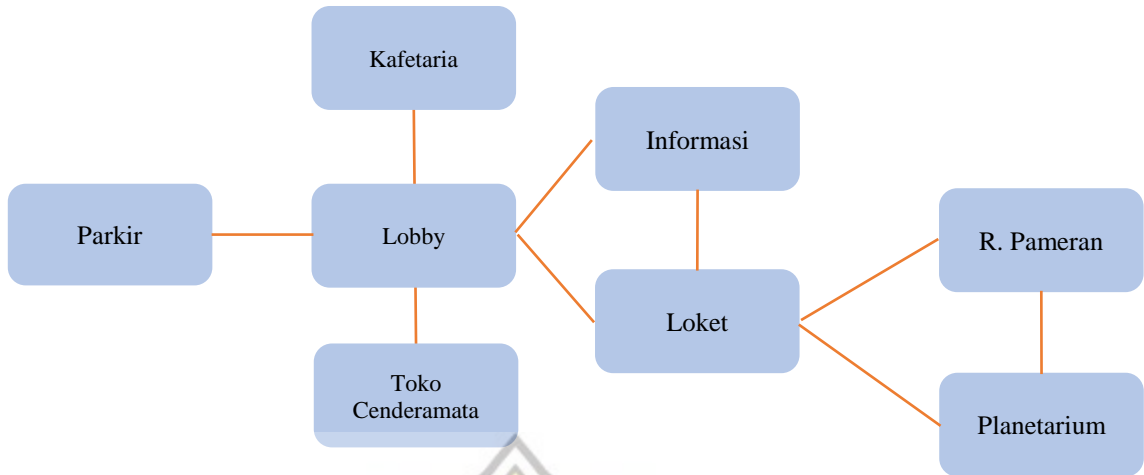 Kafetaria
Informasi
Parkir
Lobby
R. Pameran
Loket
Toko
Cenderamata
Planetarium